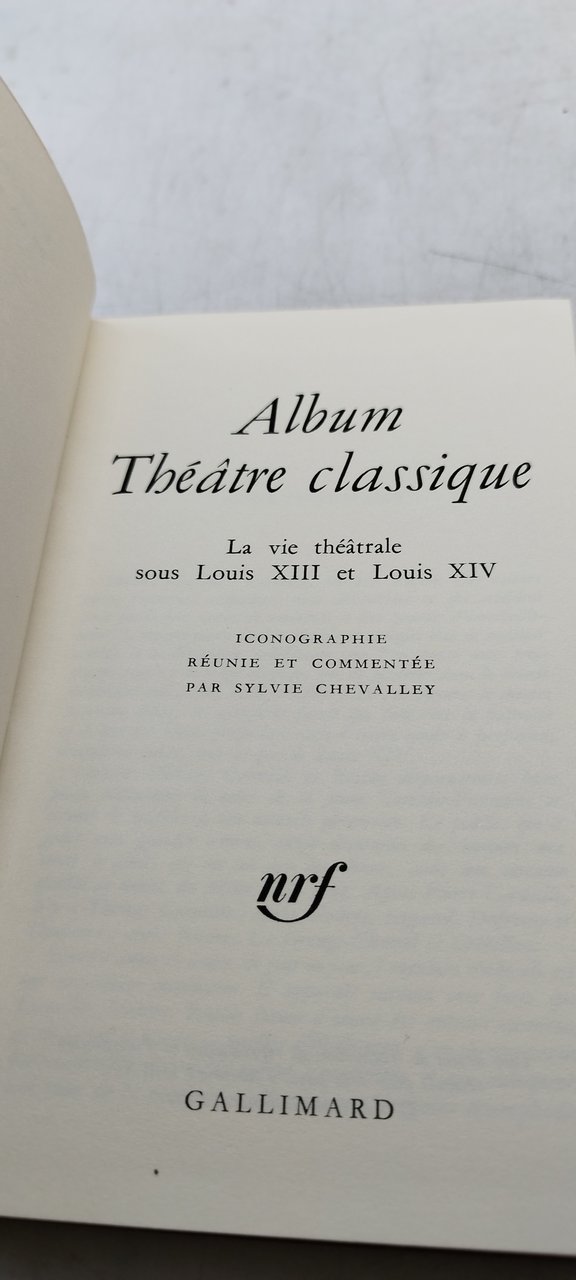 Album
Théâtre classique
La vie théâtrale
sous Louis XIII et Louis XIV
ICONOGRAPHIE
RÉUNIE ET COMMENTÉE
PAR SYLVIE CHEVALLEY
nrf
GALLIMARD